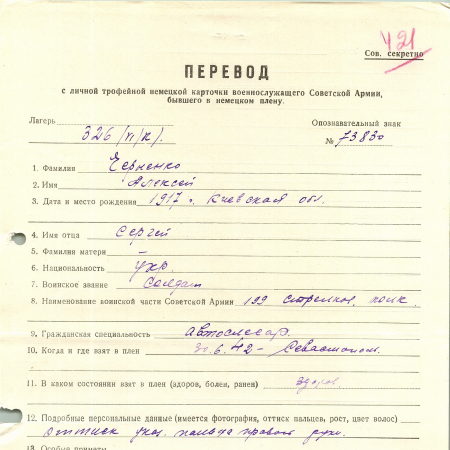 421
Сов. секретно
ПЕРЕВОД
с личной трофейной немецкой карточки военнослужащего Советской Армии,
бывшего в немецком плену.
Лагерь 326 /VI/К/. Опознавательный знак
№ 73830
1. Фамилия Черненко
2. Имя Алексей
3. Дата и место рождения 1917 г. Киевская обл.
4. Имя отца Сергей
5. Фамилия матери —
6. Национальность укр.
7. Воинское звание Солдат
8. Наименование воинской части Советской Армии 199 стрелков. полк
9. Гражданская специальность автослесарь
10. Когда и где взят в плен 30.6.42 - Севастополь
11. В каком состоянии взят в плен (здоров, болен, ранен) здоров.
12. Подробные персональные данные (имеется фотография, оттиск пальцев, рост, цвет волос)
оттиск указ. пальца правой руки.
13. Особые приметы